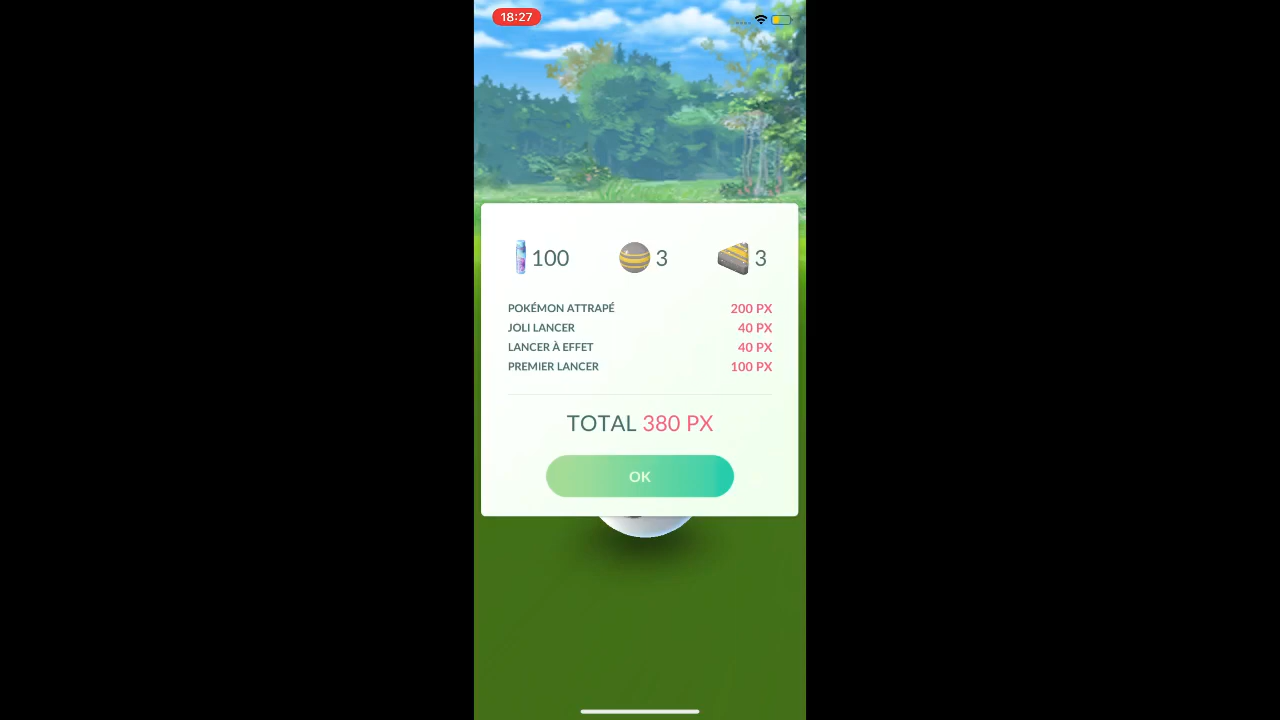 18:27
100 3 3
POKÉMON ATTRAPÉ 200 PX
JOLI LANCER 40 PX
LANCER À EFFET 40 PX
PREMIER LANCER 100 PX
TOTAL 380 PX
OK